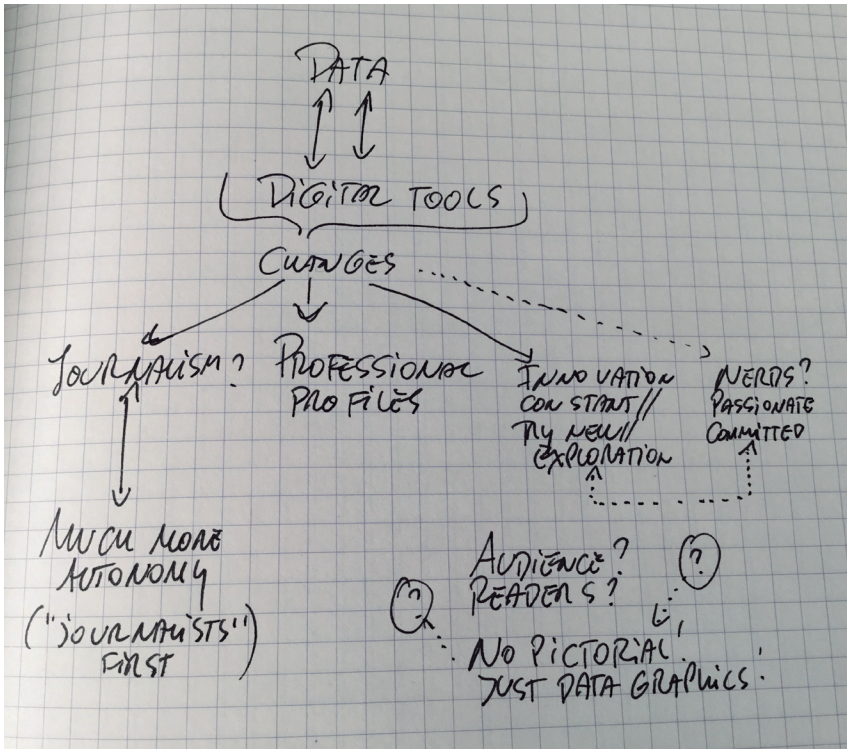 DATA
DIGITAL TOOLS
CHANGES
JOURNALISM?
PROFESSIONAL
PROFILES
INNOVATION
CONSTANT//
TRY NEW//
EXPLORATION
NERDS?
PASSIONATE
COMMITTED
MUCH MORE
AUTONOMY
("JOURNALISTS")
FIRST
AUDIENCE?
READERS?
?
?
NO PICTORIAL!
JUST DATA GRAPHICS!